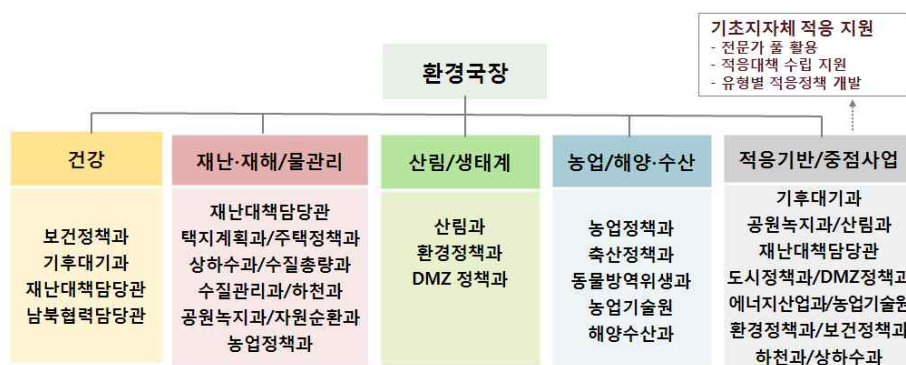 기초지자체 적응 지원
- 전문가 풀 활용
- 적응대책 수립 지원
- 유형별 적응정책 개발
환경국장
건강
보건정책과
기후대기과
재난대책담당관
남북협력담당관
재난·재해/물관리
재난대책담당관
택지계획과/주택정책과
상하수과/수질총량과
수질관리과/하천과
공원녹지과/자원순환과
농업정책과
산림/생태계
산림과
환경정책과
DMZ 정책과
농업/해양·수산
농업정책과
축산정책과
동물방역위생과
농업기술원
해양수산과
적응기반/중점사업
기후대기과
공원녹지과/산림과
재난대책담당관
도시정책과/DMZ정책과
에너지산업과/농업기술원
환경정책과/보건정책과
하천과/상하수과